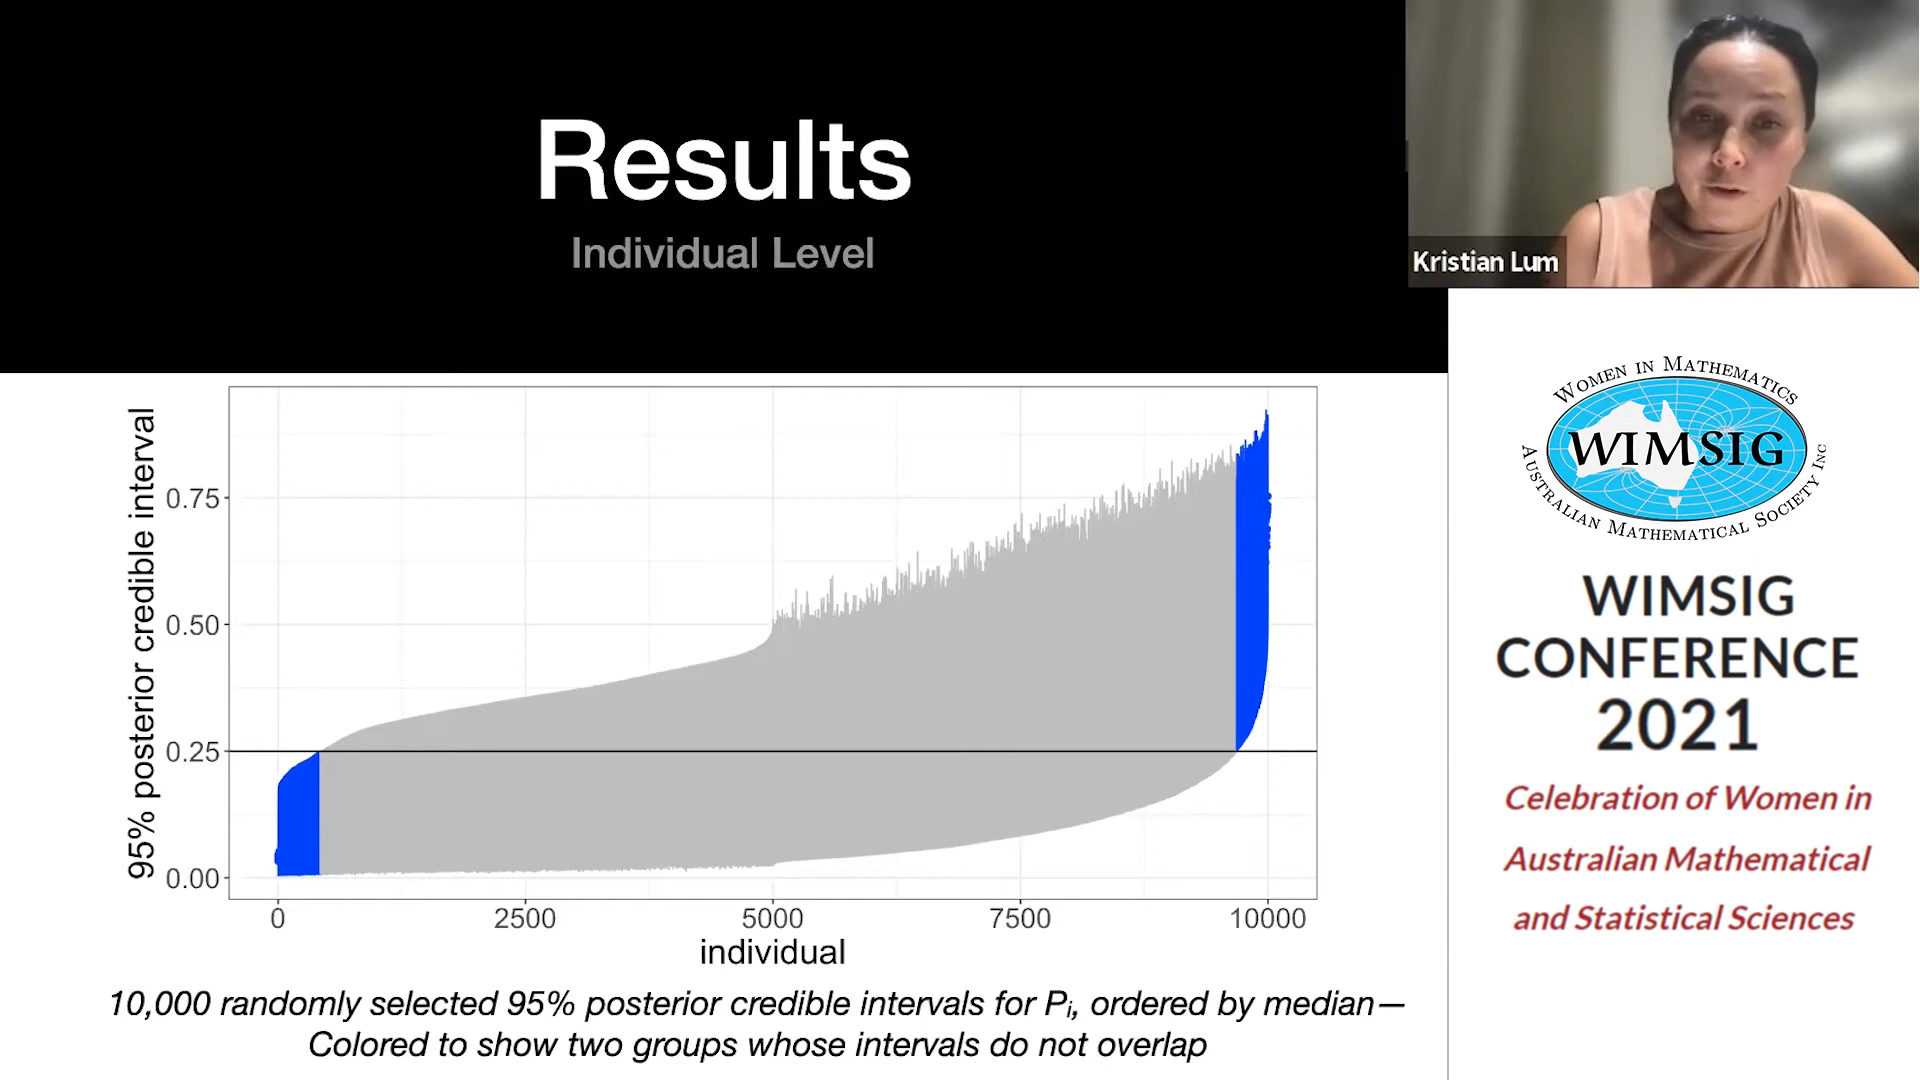 Results
Individual Level
Kristian Lum
95% posterior credible interval
0.75
0.50
0.25
0.00
0
2500
5000
7500
10000
individual
10,000 randomly selected 95% posterior credible intervals for Pᵢ, ordered by median—
Colored to show two groups whose intervals do not overlap
WOMEN IN MATHEMATICS
WIMSIG
AUSTRALIAN MATHEMATICAL SOCIETY INC
WIMSIG
CONFERENCE
2021
Celebration of Women in
Australian Mathematical
and Statistical Sciences